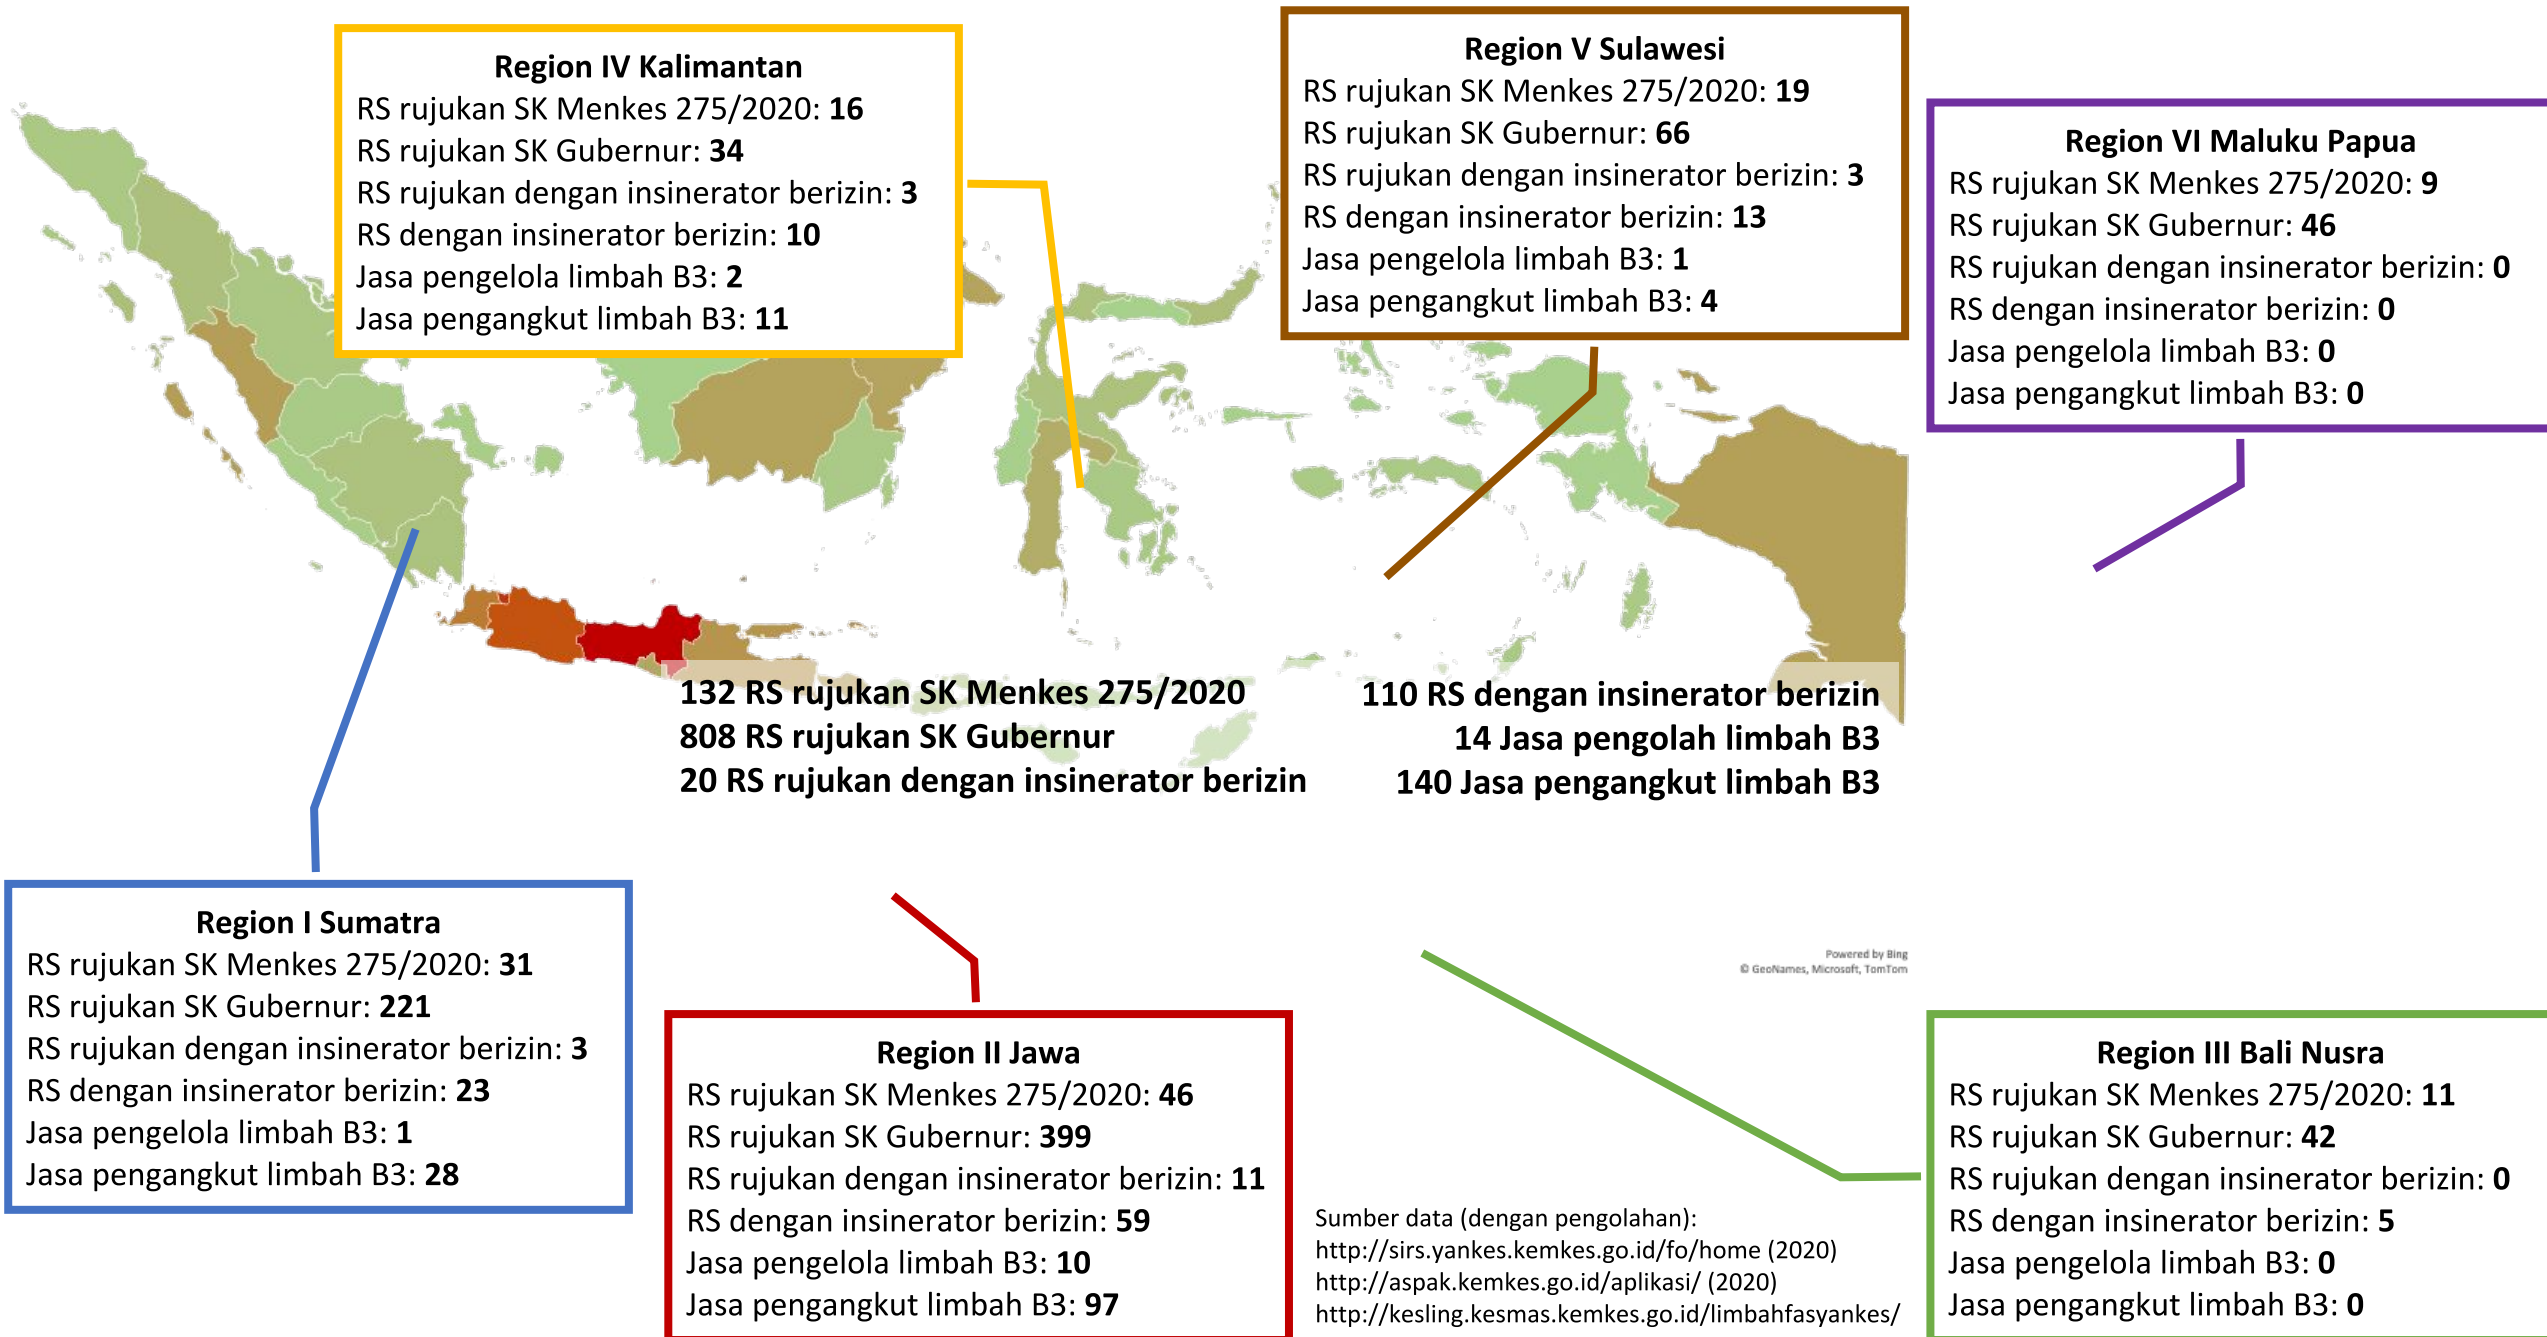 Region IV Kalimantan
RS rujukan SK Menkes 275/2020: 16
RS rujukan SK Gubernur: 34
RS rujukan dengan insinerator berizin: 3
RS dengan insinerator berizin: 10
Jasa pengelola limbah B3: 2
Jasa pengangkut limbah B3: 11
Region V Sulawesi
RS rujukan SK Menkes 275/2020: 19
RS rujukan SK Gubernur: 66
RS rujukan dengan insinerator berizin: 3
RS dengan insinerator berizin: 13
Jasa pengelola limbah B3: 1
Jasa pengangkut limbah B3: 4
Region VI Maluku Papua
RS rujukan SK Menkes 275/2020: 9
RS rujukan SK Gubernur: 46
RS rujukan dengan insinerator berizin: 0
RS dengan insinerator berizin: 0
Jasa pengelola limbah B3: 0
Jasa pengangkut limbah B3: 0
132 RS rujukan SK Menkes 275/2020
808 RS rujukan SK Gubernur
20 RS rujukan dengan insinerator berizin
110 RS dengan insinerator berizin
14 Jasa pengolah limbah B3
140 Jasa pengangkut limbah B3
Region I Sumatra
RS rujukan SK Menkes 275/2020: 31
RS rujukan SK Gubernur: 221
RS rujukan dengan insinerator berizin: 3
RS dengan insinerator berizin: 23
Jasa pengelola limbah B3: 1
Jasa pengangkut limbah B3: 28
Region II Jawa
RS rujukan SK Menkes 275/2020: 46
RS rujukan SK Gubernur: 399
RS rujukan dengan insinerator berizin: 11
RS dengan insinerator berizin: 59
Jasa pengelola limbah B3: 10
Jasa pengangkut limbah B3: 97
Powered by Bing
© GeoNames, Microsoft, TomTom
Sumber data (dengan pengolahan):
http://sirs.yankes.kemkes.go.id/fo/home (2020)
http://aspak.kemkes.go.id/aplikasi/ (2020)
http://kesling.kesmas.kemkes.go.id/limbahfasyankes/
Region III Bali Nusra
RS rujukan SK Menkes 275/2020: 11
RS rujukan SK Gubernur: 42
RS rujukan dengan insinerator berizin: 0
RS dengan insinerator berizin: 5
Jasa pengelola limbah B3: 0
Jasa pengangkut limbah B3: 0